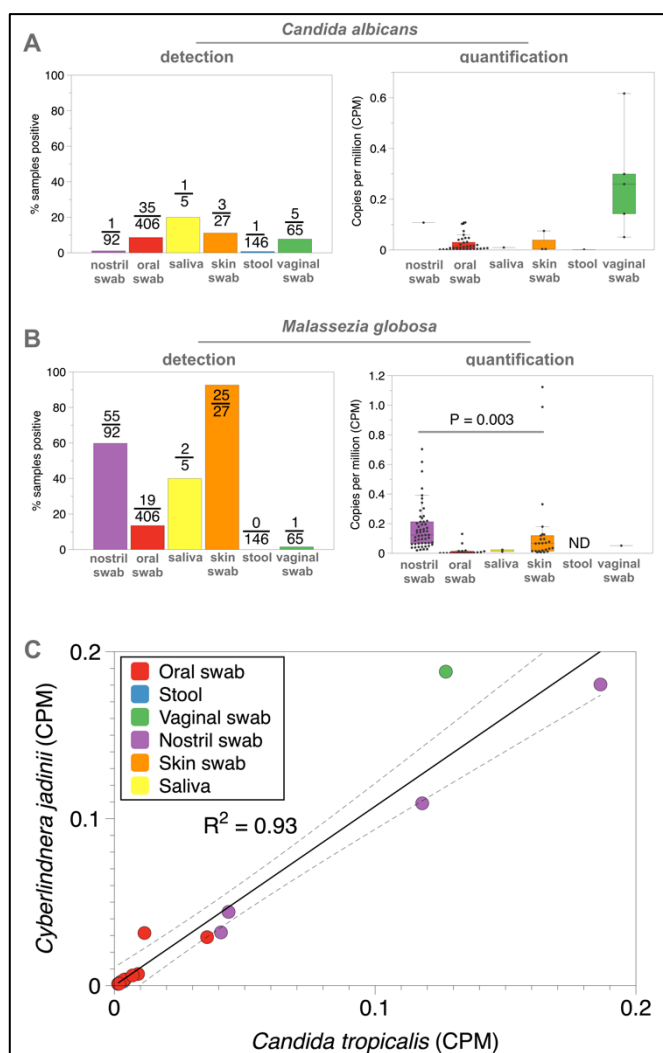 A
Candida albicans
detection
quantification
% samples positive
100
80
60
40
20
0
1/92
35/406
1/5
3/27
1/146
5/65
nostril swab
oral swab
saliva
skin swab
stool
vaginal swab
Copies per million (CPM)
0.6
0.4
0.2
0
nostril swab
oral swab
saliva
skin swab
stool
vaginal swab
B
Malassezia globosa
detection
quantification
% samples positive
100
80
60
40
20
0
55/92
19/406
2/5
25/27
0/146
1/65
nostril swab
oral swab
saliva
skin swab
stool
vaginal swab
Copies per million (CPM)
1.2
1.0
0.8
0.6
0.4
0.2
0
P = 0.003
ND
nostril swab
oral swab
saliva
skin swab
stool
vaginal swab
C
Cyberlindnera jadinii (CPM)
0.2
0.1
0
Oral swab
Stool
Vaginal swab
Nostril swab
Skin swab
Saliva
R² = 0.93
0
0.1
0.2
Candida tropicalis (CPM)